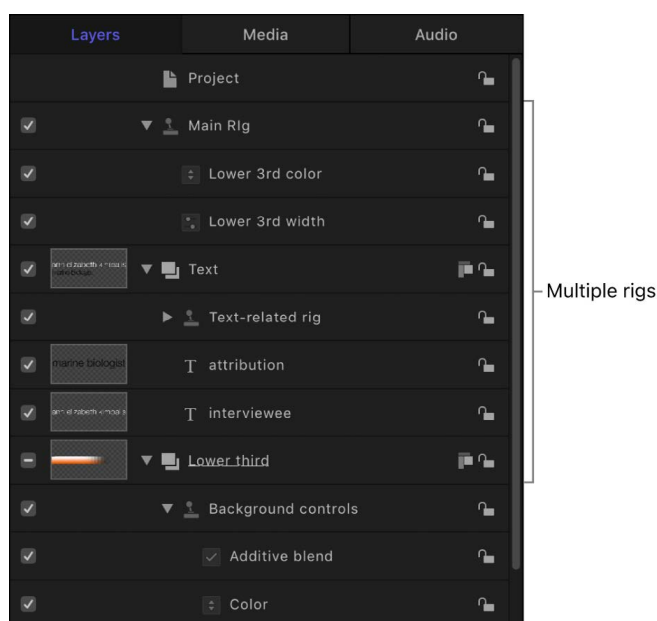 Layers Media Audio
Project
Main RIg
Lower 3rd color
Lower 3rd width
Text
Multiple rigs
Text-related rig
marine biologist
attribution
interviewee
Lower third
Background controls
Additive blend
Color